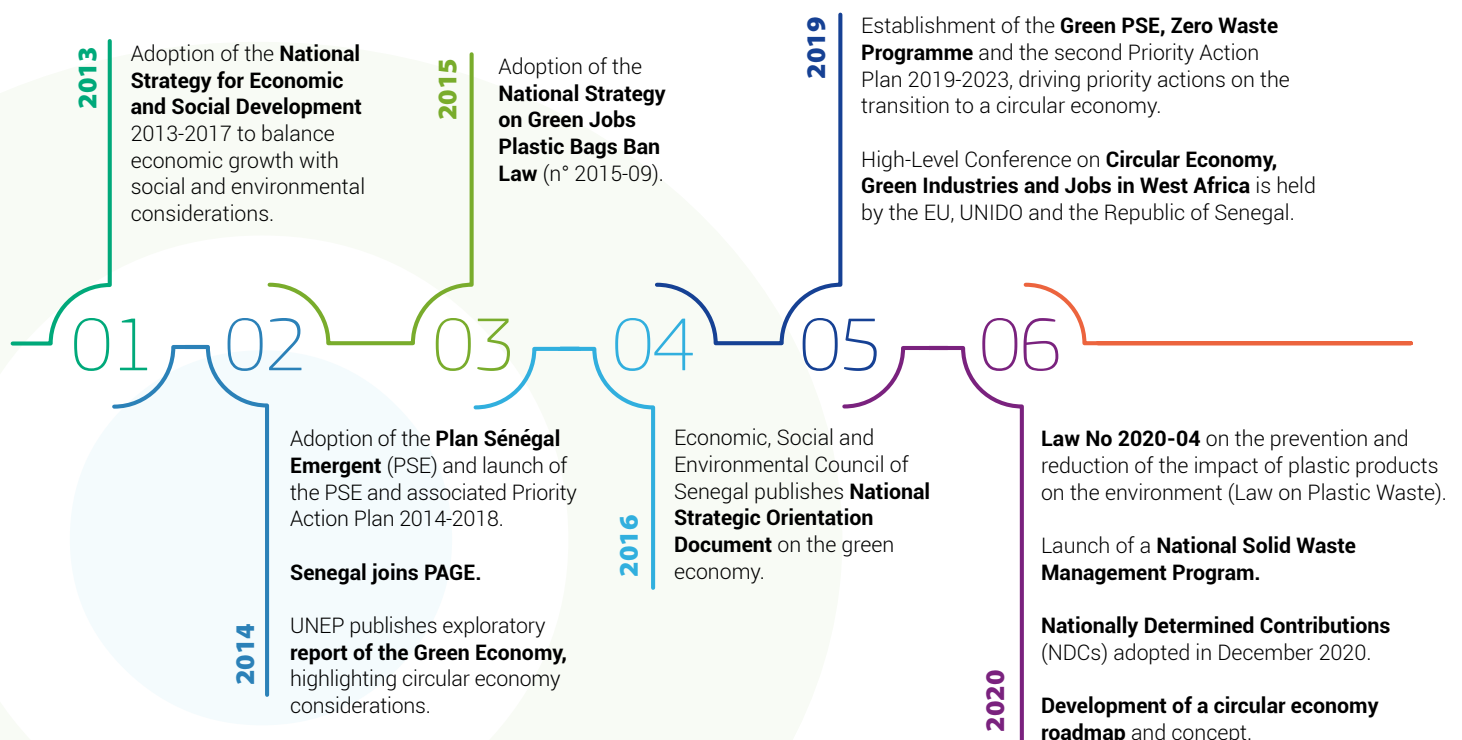 2013
Adoption of the National
Strategy for Economic
and Social Development
2013-2017 to balance
economic growth with
social and environmental
considerations.
2015
Adoption of the
National Strategy
on Green Jobs
Plastic Bags Ban
Law (n° 2015-09).
2019
Establishment of the Green PSE, Zero Waste
Programme and the second Priority Action
Plan 2019-2023, driving priority actions on the
transition to a circular economy.
High-Level Conference on Circular Economy,
Green Industries and Jobs in West Africa is held
by the EU, UNIDO and the Republic of Senegal.
01
02
03
04
05
06
2014
Adoption of the Plan Sénégal
Emergent (PSE) and launch of
the PSE and associated Priority
Action Plan 2014-2018.
Senegal joins PAGE.
UNEP publishes exploratory
report of the Green Economy,
highlighting circular economy
considerations.
2016
Economic, Social and
Environmental Council of
Senegal publishes National
Strategic Orientation
Document on the green
economy.
2020
Law No 2020-04 on the prevention and
reduction of the impact of plastic products
on the environment (Law on Plastic Waste).
Launch of a National Solid Waste
Management Program.
Nationally Determined Contributions
(NDCs) adopted in December 2020.
Development of a circular economy
roadmap and concept.